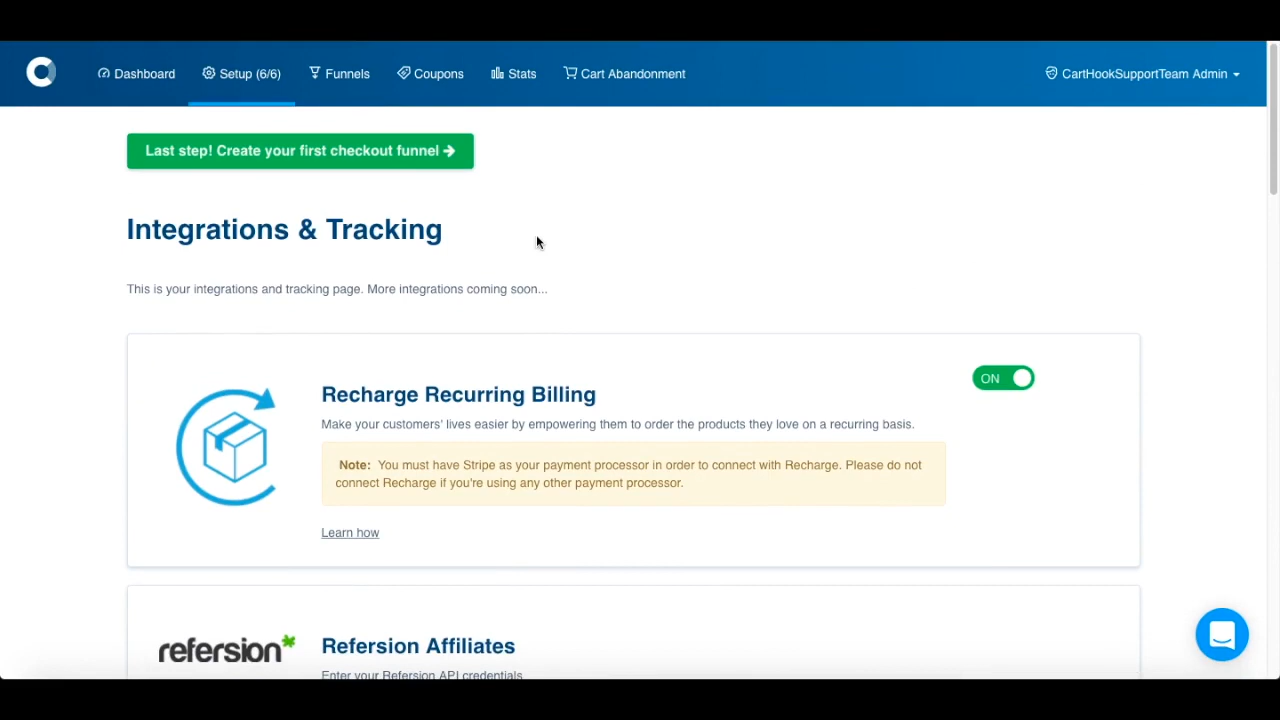 Dashboard Setup (6/6) Funnels Coupons Stats Cart Abandonment CartHookSupportTeam Admin
Last step! Create your first checkout funnel
Integrations & Tracking
This is your integrations and tracking page. More integrations coming soon...
ON
Recharge Recurring Billing
Make your customers' lives easier by empowering them to order the products they love on a recurring basis.
Note: You must have Stripe as your payment processor in order to connect with Recharge. Please do not
connect Recharge if you're using any other payment processor.
Learn how
refersion
Refersion Affiliates
Enter your Refersion API credentials